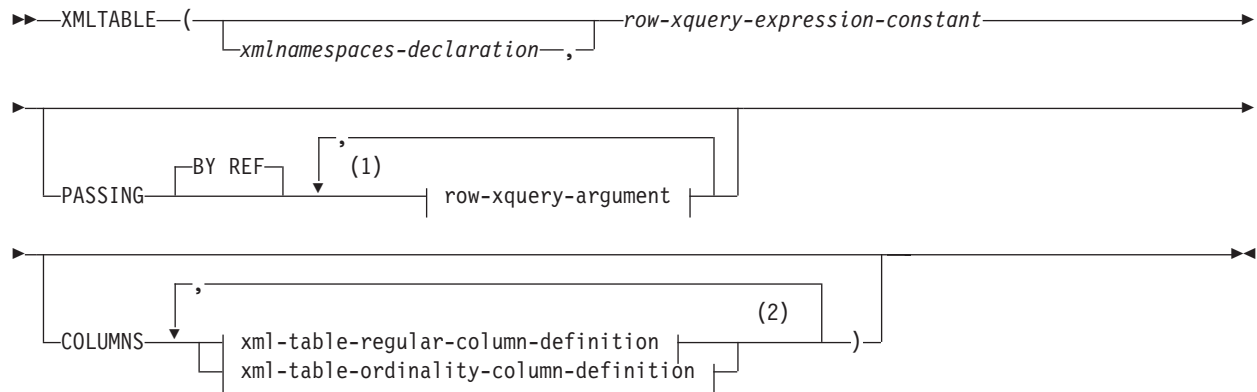 XMLTABLE ( row-xquery-expression-constant
xmlnamespaces-declaration ,
,
BY REF (1)
PASSING row-xquery-argument
,
(2)
COLUMNS xml-table-regular-column-definition )
xml-table-ordinality-column-definition